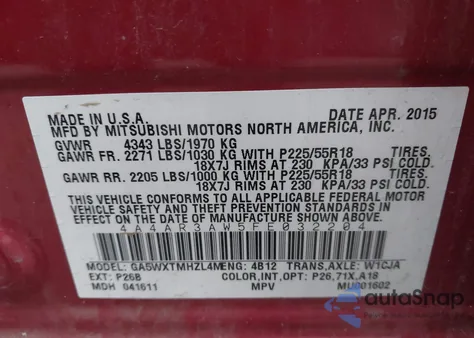 MADE IN U.S.A. DATE APR. 2015
MFD BY MITSUBISHI MOTORS NORTH AMERICA, INC.
GVWR 4343 LBS/1970 KG
GAWR FR. 2271 LBS/1030 KG WITH P225/55R18 TIRES.
18X7J RIMS AT 230 KPA/33 PSI COLD.
GAWR RR. 2205 LBS/1000 KG WITH P225/55R18 TIRES.
18X7J RIMS AT 230 KPA/33 PSI COLD.
THIS VEHICLE CONFORMS TO ALL APPLICABLE FEDERAL MOTOR
VEHICLE SAFETY, BUMPER, AND THEFT PREVENTION STANDARDS IN
EFFECT ON THE DATE OF MANUFACTURE SHOWN ABOVE.
4A4AR3AW5FE032204
MODEL: GA5WXTMHZL4M ENG: 4B12 TRANS,AXLE: W1CJA
EXT: P26B COLOR,INT,OPT: P26,71X,A18
MDH 041611 MPV MU001602
autoSnap